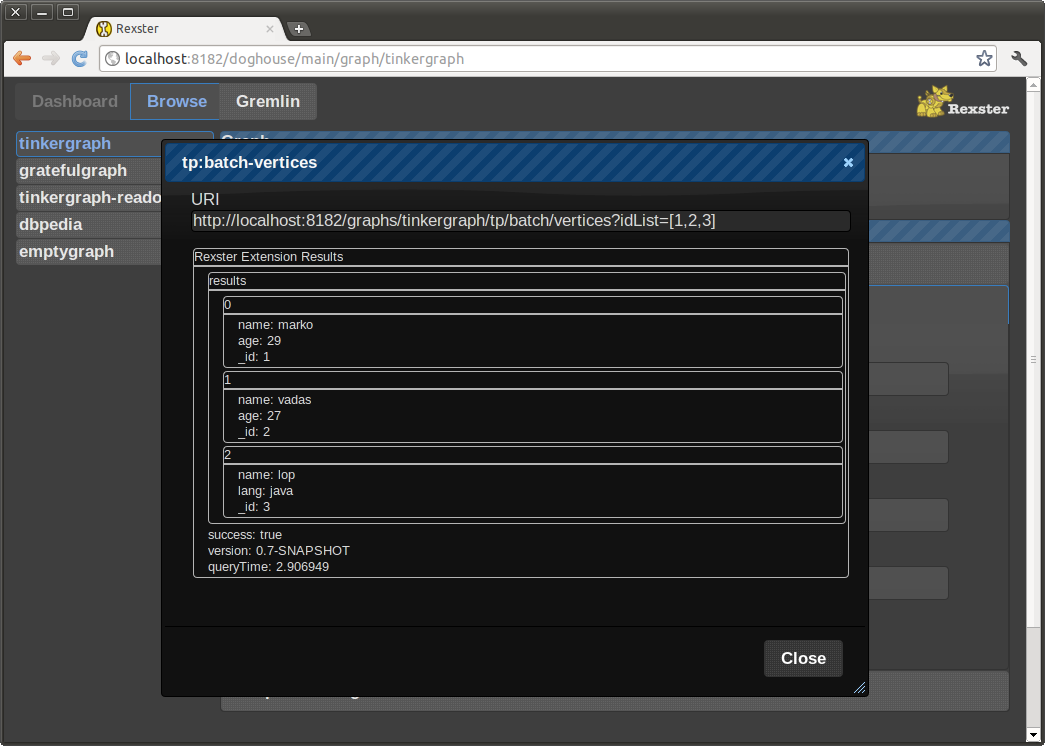 Rexster
localhost:8182/doghouse/main/graph/tinkergraph
Dashboard
Browse
Gremlin
Rexster
tinkergraph
gratefulgraph
tinkergraph-reado
dbpedia
emptygraph
Graph
tp:batch-vertices
URI
http://localhost:8182/graphs/tinkergraph/tp/batch/vertices?idList=[1,2,3]
Rexster Extension Results
results
0
name: marko
age: 29
_id: 1
1
name: vadas
age: 27
_id: 2
2
name: lop
lang: java
_id: 3
success: true
version: 0.7-SNAPSHOT
queryTime: 2.906949
Close